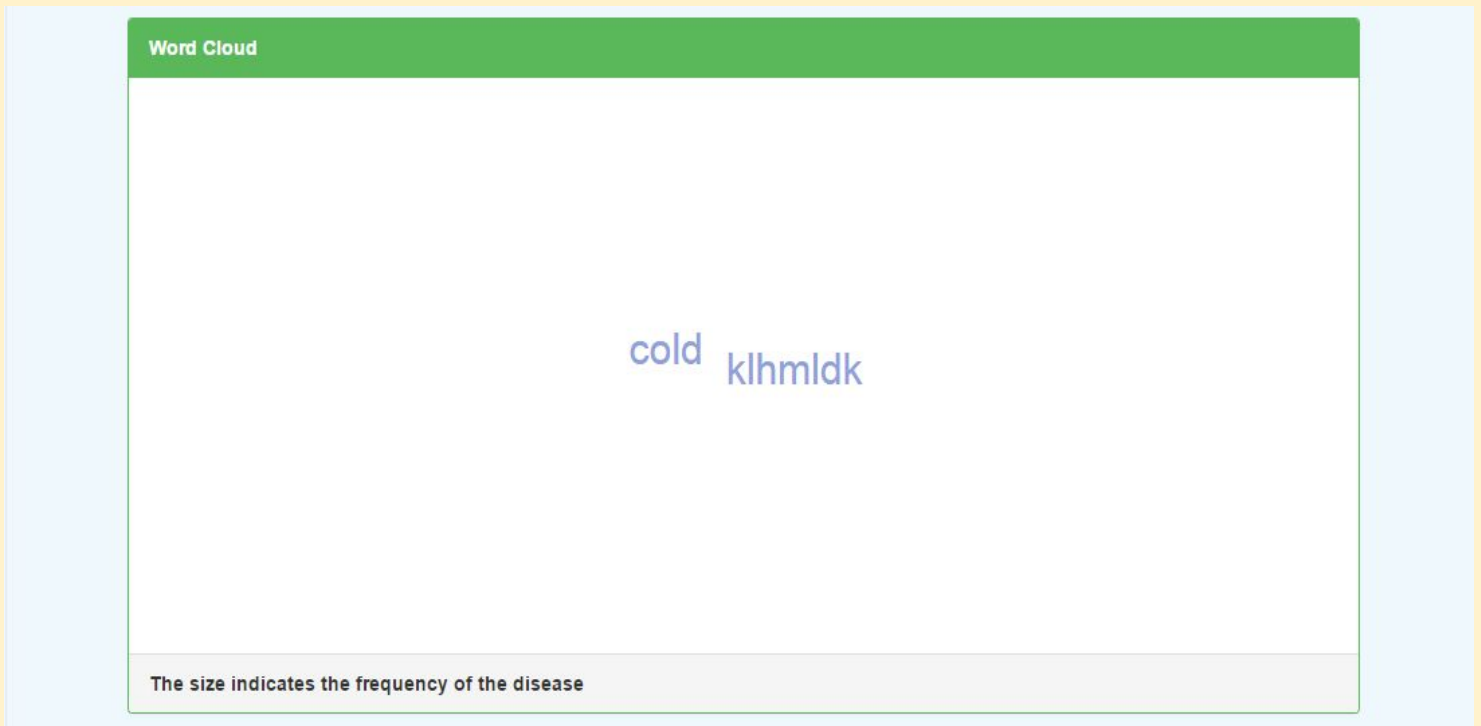 Word Cloud
cold
klhmldk
The size indicates the frequency of the disease